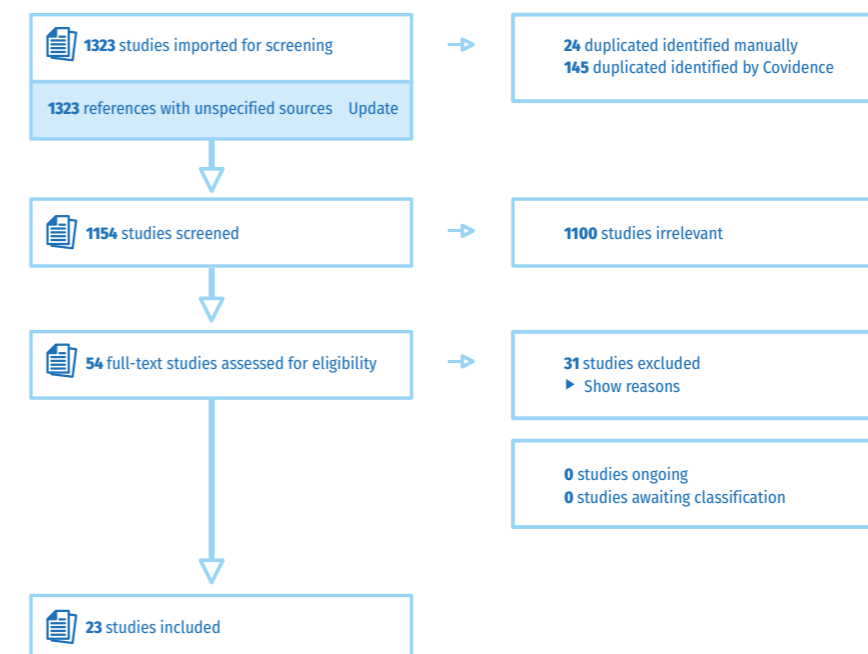 1323 studies imported for screening
24 duplicated identified manually
145 duplicated identified by Covidence
1323 references with unspecified sources Update
1154 studies screened
1100 studies irrelevant
54 full-text studies assessed for eligibility
31 studies excluded
Show reasons
0 studies ongoing
0 studies awaiting classification
23 studies included